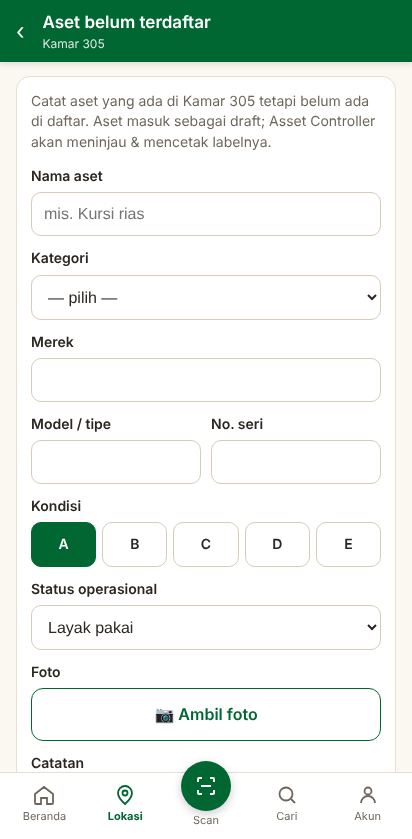 Aset belum terdaftar
Kamar 305
Catat aset yang ada di Kamar 305 tetapi belum ada
di daftar. Aset masuk sebagai draft; Asset Controller
akan meninjau & mencetak labelnya.
Nama aset
mis. Kursi rias
Kategori
— pilih —
Merek
Model / tipe
No. seri
Kondisi
A B C D E
Status operasional
Layak pakai
Foto
📷 Ambil foto
Catatan
Beranda Lokasi Scan Cari Akun